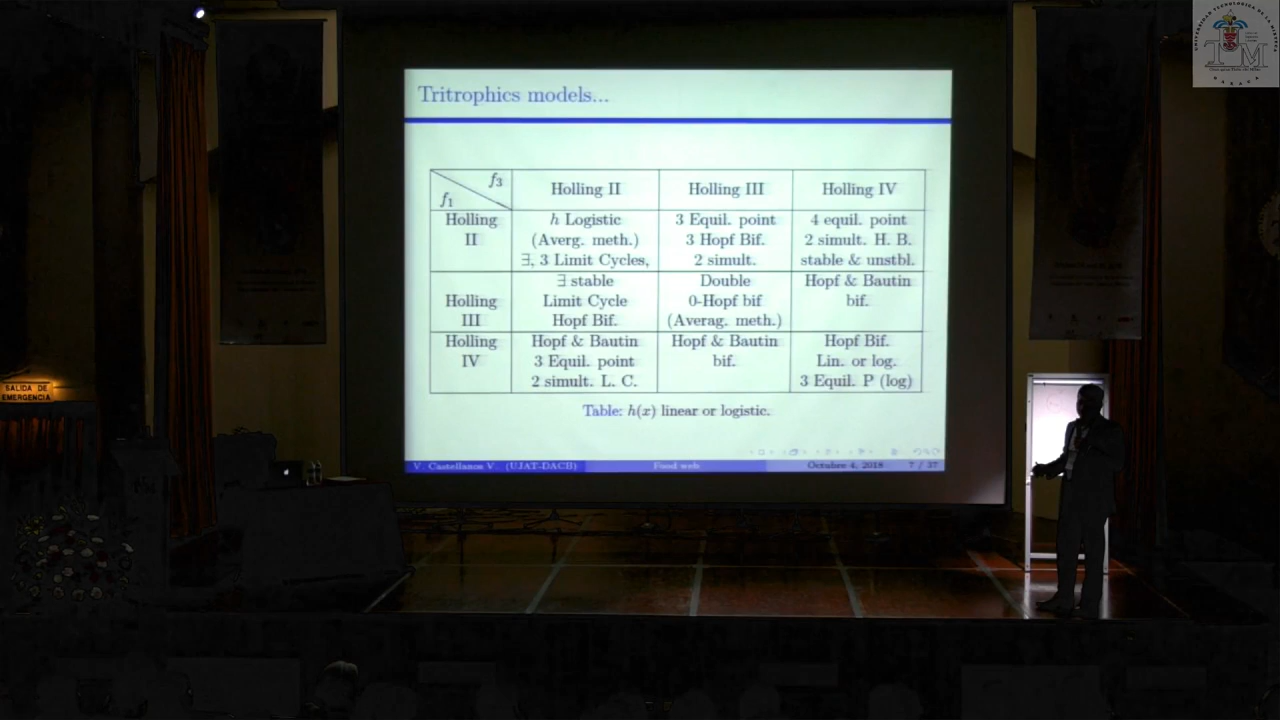 Tritrophics models...
f₃
f₁
Holling II
Holling III
Holling IV
Holling
II
h Logistic
(Averg. meth.)
∃, 3 Limit Cycles,
3 Equil. point
3 Hopf Bif.
2 simult.
4 equil. point
2 simult. H. B.
stable & unstbl.
Holling
III
∃ stable
Limit Cycle
Hopf Bif.
Double
0-Hopf bif
(Averag. meth.)
Hopf & Bautin
bif.
Holling
IV
Hopf & Bautin
3 Equil. point
2 simult. L. C.
Hopf & Bautin
bif.
Hopf Bif.
Lin. or log.
3 Equil. P (log)
Table: h(x) linear or logistic.
V. Castellanos V. (UJAT-DACB)
Food web
Octubre 4, 2018
7 / 37
SALIDA DE
EMERGENCIA